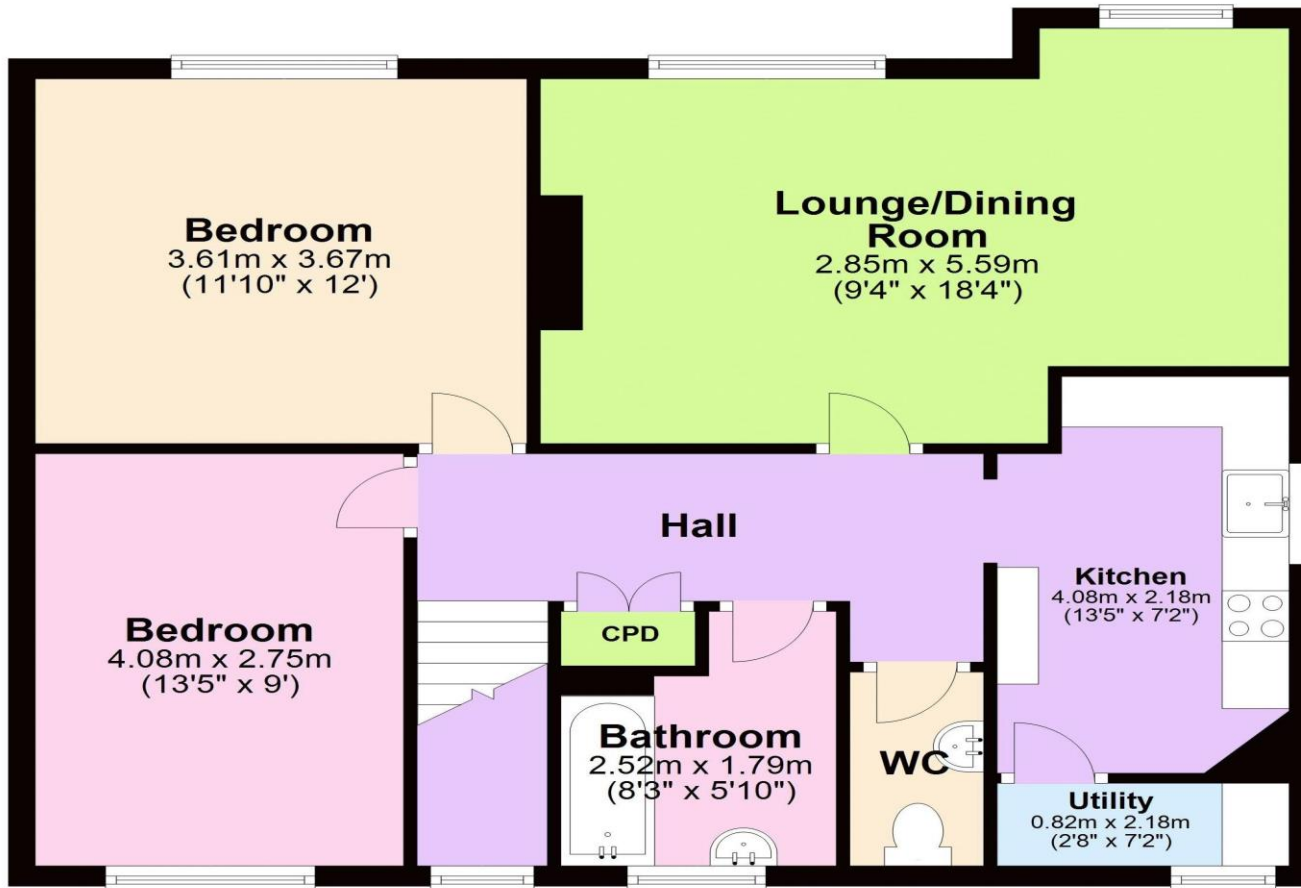 Bedroom
3.61m x 3.67m
(11'10" x 12')
Lounge/Dining
Room
2.85m x 5.59m
(9'4" x 18'4")
Hall
Kitchen
4.08m x 2.18m
(13'5" x 7'2")
Bedroom
4.08m x 2.75m
(13'5" x 9')
CPD
Bathroom
2.52m x 1.79m
(8'3" x 5'10")
WC
Utility
0.82m x 2.18m
(2'8" x 7'2")